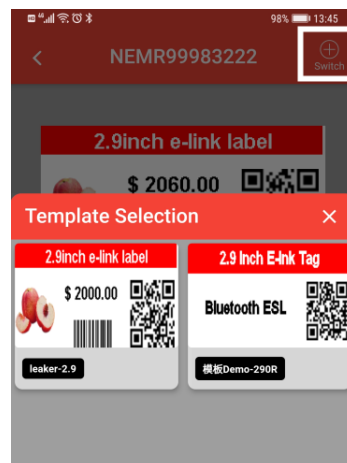 98% 13:45
NEMR99983222
Switch
2.9inch e-link label
$ 2060.00
Template Selection
2.9inch e-link label
$ 2000.00
leaker-2.9
2.9 Inch E-Ink Tag
Bluetooth ESL
模板Demo-290R